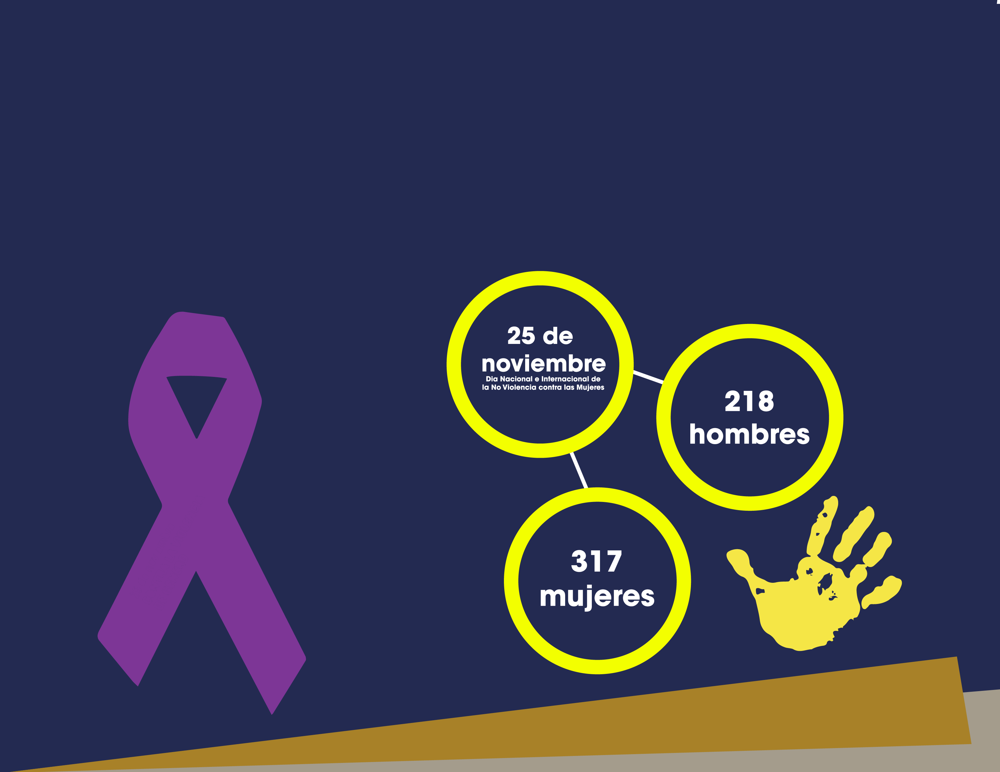 25 de
noviembre
Dia Nacional e Internacional de
la No Violencia contra las Mujeres
218
hombres
317
mujeres